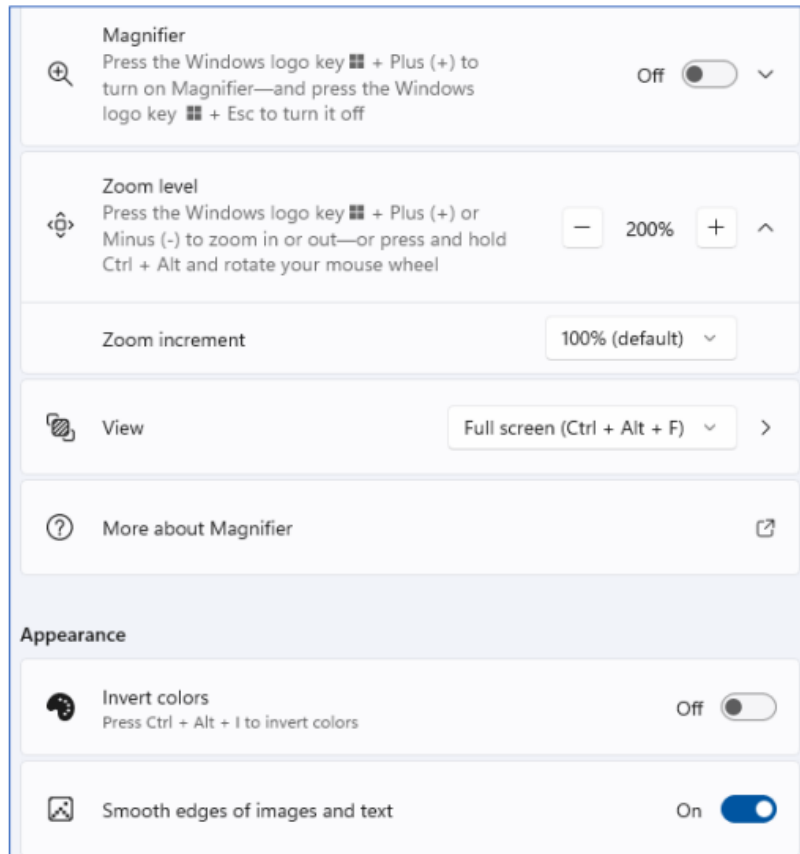 Magnifier
Press the Windows logo key + Plus (+) to
turn on Magnifier—and press the Windows
logo key + Esc to turn it off
Off
Zoom level
Press the Windows logo key + Plus (+) or
Minus (-) to zoom in or out—or press and hold
Ctrl + Alt and rotate your mouse wheel
200%
Zoom increment
100% (default)
View
Full screen (Ctrl + Alt + F)
More about Magnifier
Appearance
Invert colors
Press Ctrl + Alt + I to invert colors
Off
Smooth edges of images and text
On